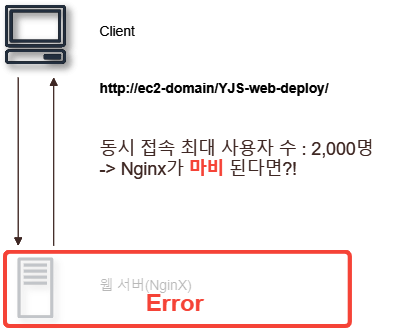 Client
http://ec2-domain/YJS-web-deploy/
동시 접속 최대 사용자 수 : 2,000명
-> Nginx가 마비 된다면?!
웹 서버(NginX)
Error